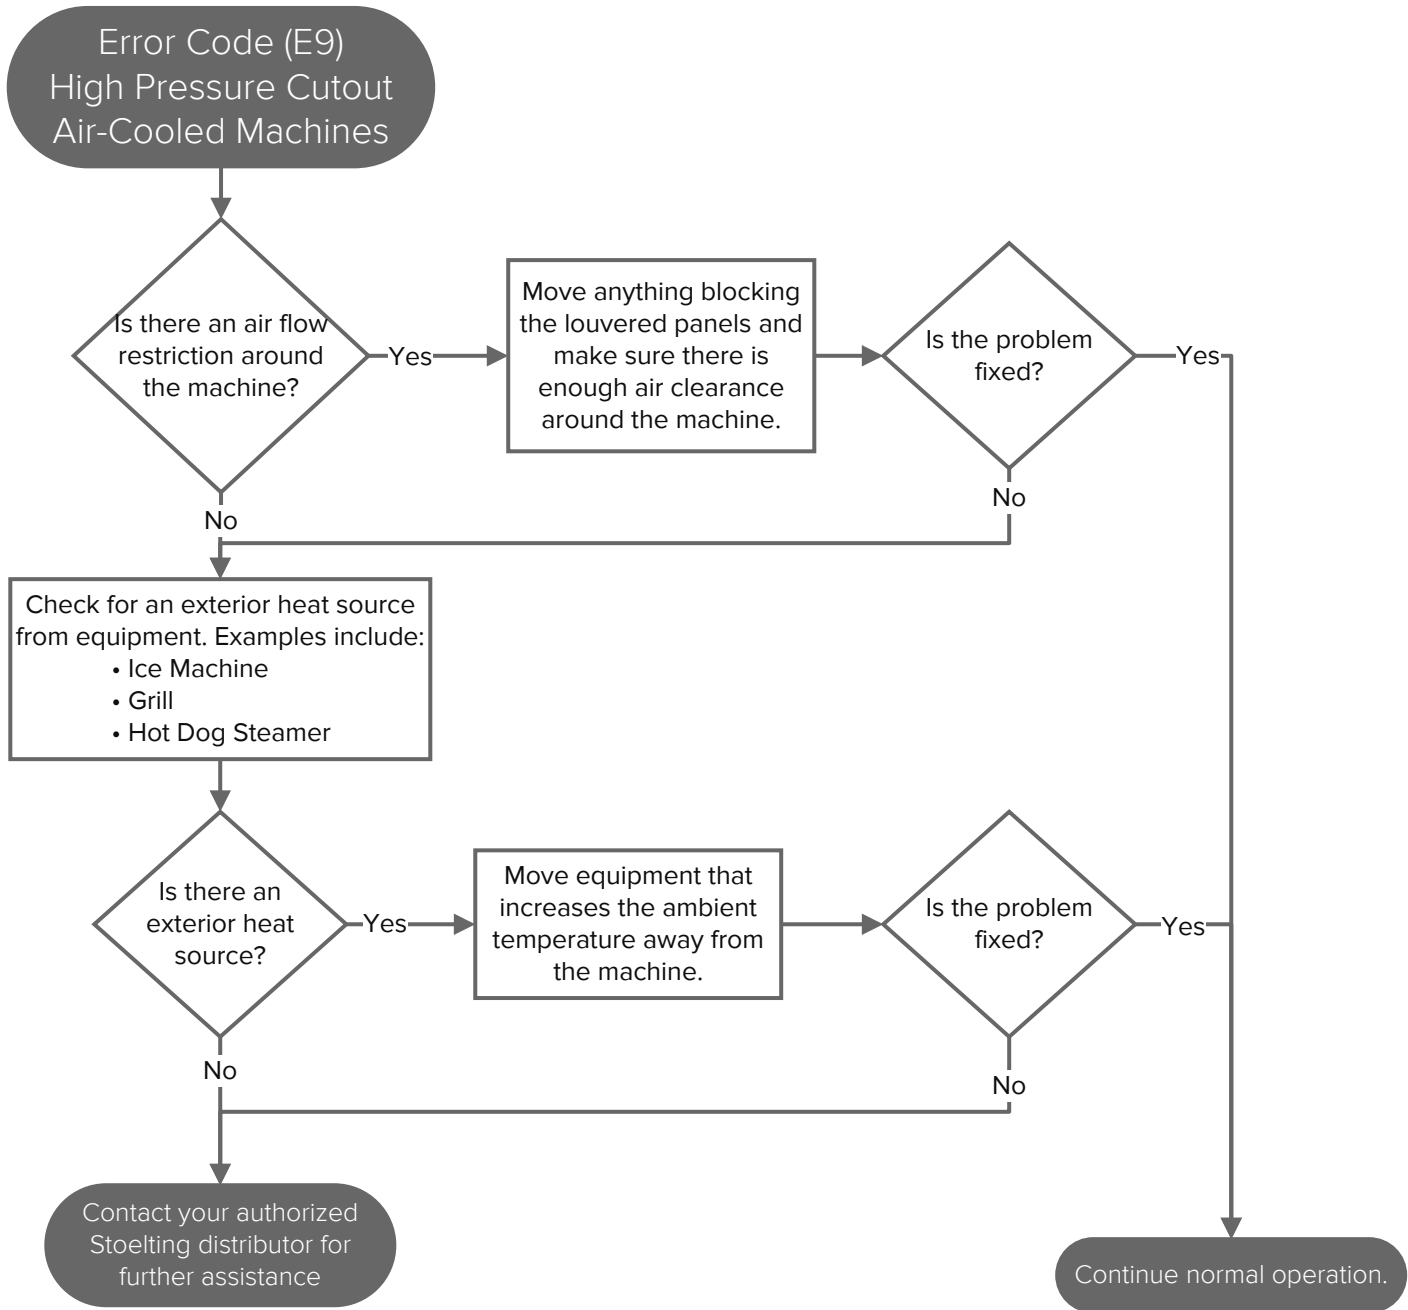 Error Code (E9)
High Pressure Cutout
Air-Cooled Machines
Is there an air flow
restriction around
the machine?
Yes
Move anything blocking
the louvered panels and
make sure there is
enough air clearance
around the machine.
Is the problem
fixed?
Yes
No
No
Check for an exterior heat source
from equipment. Examples include:
• Ice Machine
• Grill
• Hot Dog Steamer
Is there an
exterior heat
source?
Yes
Move equipment that
increases the ambient
temperature away from
the machine.
Is the problem
fixed?
Yes
No
No
Contact your authorized
Stoelting distributor for
further assistance
Continue normal operation.